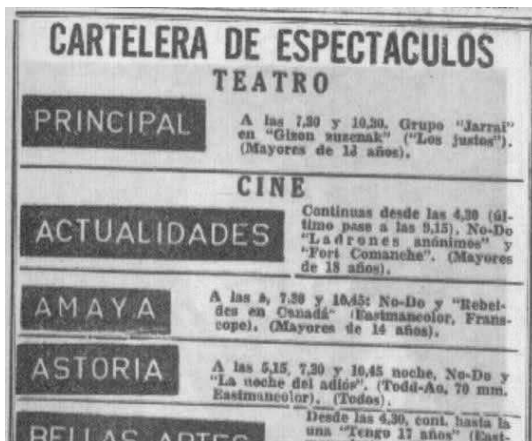 CARTELERA DE ESPECTACULOS
TEATRO
PRINCIPAL
A las 7,30 y 10,30, Grupo "Jarrai"
en "Gizon zuzenak" ("Los justos").
(Mayores de 18 años).
CINE
ACTUALIDADES
Continuas desde las 4,30 (úl-
timo pase a las 9,15). No-Do
"Ladrones anónimos" y
"Fort Comanche". (Mayores
de 18 años).
AMAYA
A las 5, 7,30 y 10,45: No-Do y "Rebel-
des en Canadá" (Eastmancolor, Frans-
cope). (Mayores de 14 años).
ASTORIA
A las 5,15, 7,30 y 10,45 noche, No-Do y
"La noche del adiós". (Todd-Ao, 70 mm.
Eastmancolor). (Todos).
BELLAS ARTES
Desde las 4,30, cont. hasta la
una "Tengo 17 años" (East-